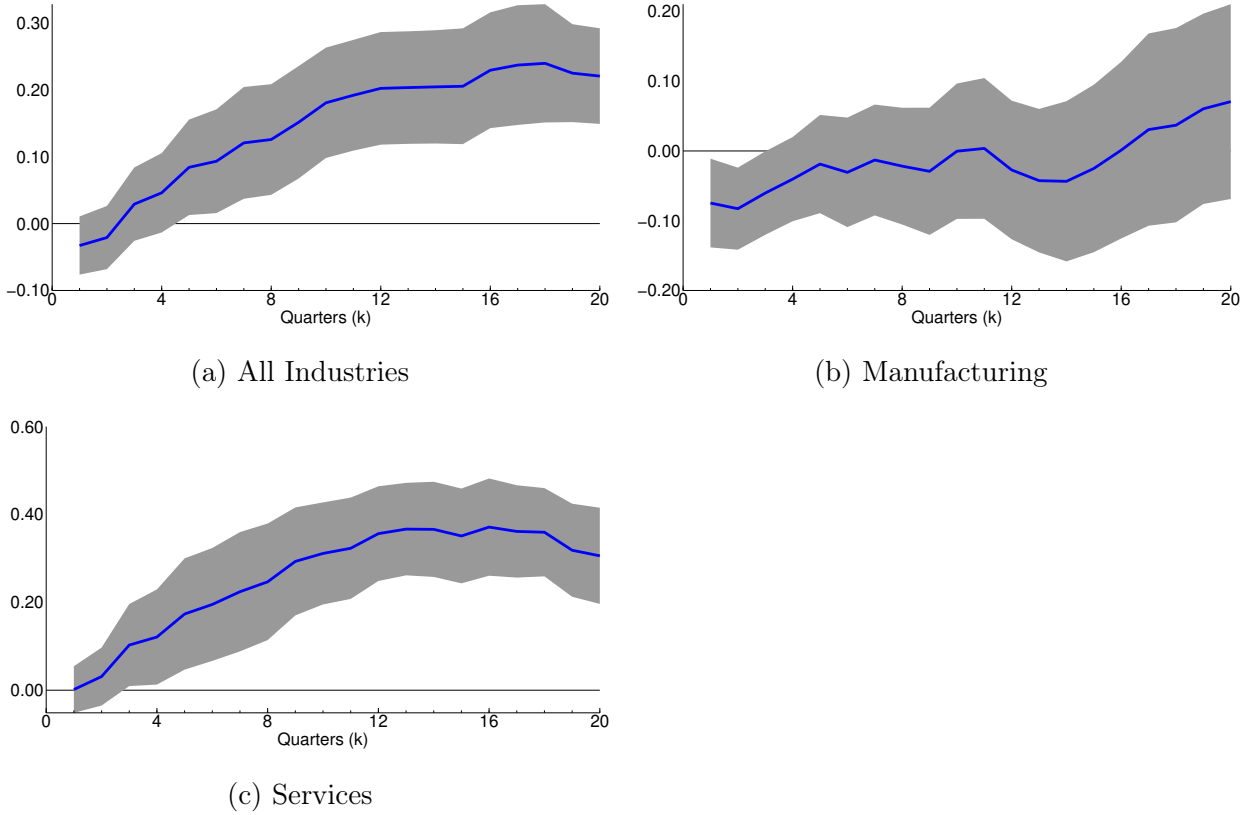 0.30
0.20
0.10
0.00
−0.10
0 4 8 12 16 20
Quarters (k)
(a) All Industries
0.20
0.10
0.00
−0.10
−0.20
0 4 8 12 16 20
Quarters (k)
(b) Manufacturing
0.60
0.40
0.20
0.00
0 4 8 12 16 20
Quarters (k)
(c) Services